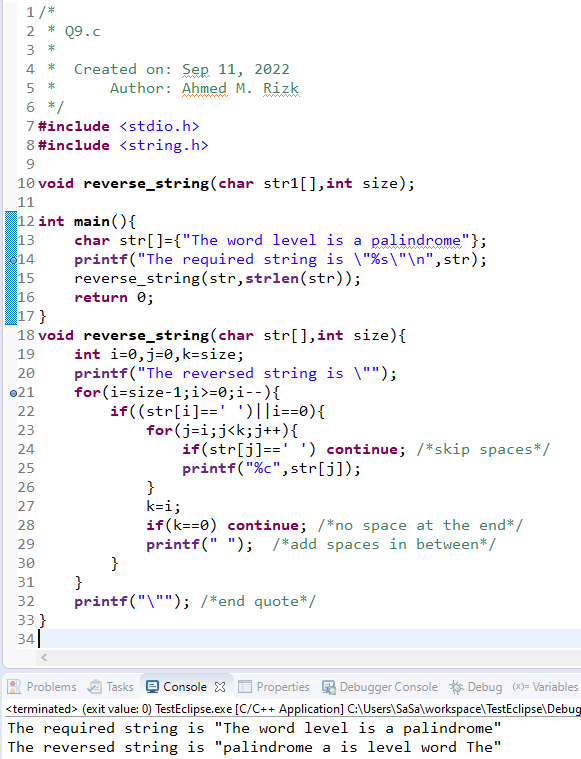 1 /*
2  * Q9.c
3  *
4  *  Created on: Sep 11, 2022
5  *      Author: Ahmed M. Rizk
6  */
7 #include <stdio.h>
8 #include <string.h>
9
10 void reverse_string(char str1[],int size);
11
12 int main(){
13     char str[]={"The word level is a palindrome"};
14     printf("The required string is \"%s\"\n",str);
15     reverse_string(str,strlen(str));
16     return 0;
17 }
18 void reverse_string(char str[],int size){
19     int i=0,j=0,k=size;
20     printf("The reversed string is \"");
21     for(i=size-1;i>=0;i--){
22         if((str[i]==' ')||i==0){
23             for(j=i;j<k;j++){
24                 if(str[j]==' ') continue; /*skip spaces*/
25                 printf("%c",str[j]);
26             }
27             k=i;
28             if(k==0) continue; /*no space at the end*/
29             printf(" ");  /*add spaces in between*/
30         }
31     }
32     printf("\""); /*end quote*/
33 }
34
Problems Tasks Console Properties Debugger Console Debug (x)= Variables
<terminated> (exit value: 0) TestEclipse.exe [C/C++ Application] C:\Users\SaSa\workspace\TestEclipse\Debug
The required string is "The word level is a palindrome"
The reversed string is "palindrome a is level word The"